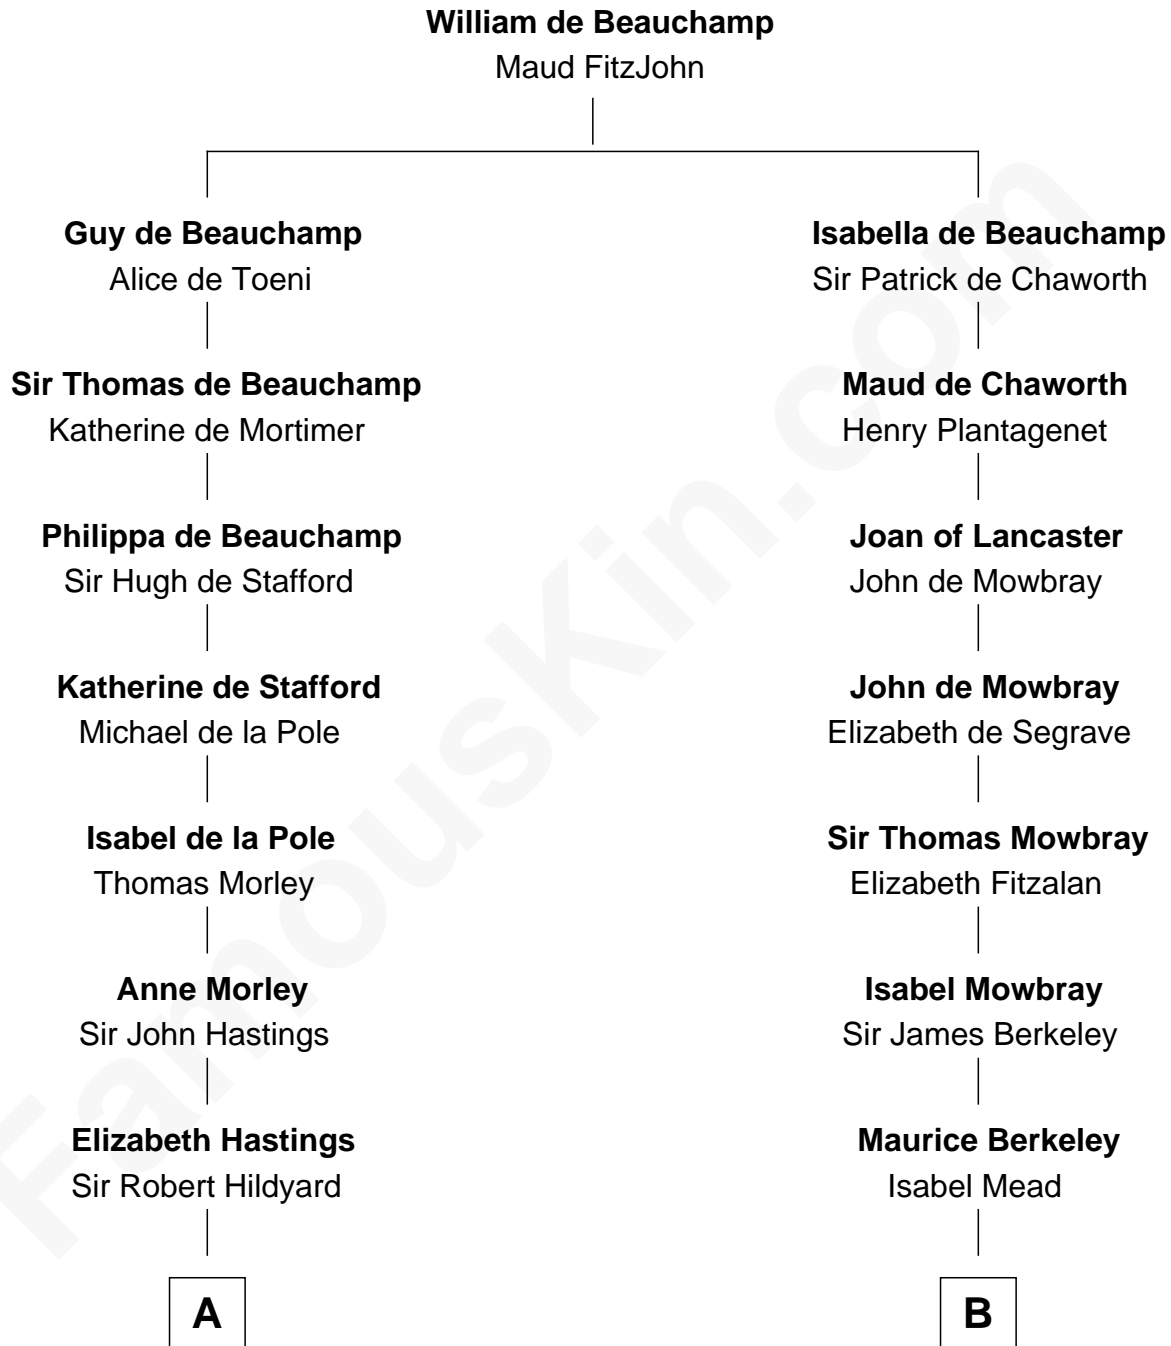 William de Beauchamp
Maud FitzJohn
Guy de Beauchamp
Alice de Toeni
Sir Thomas de Beauchamp
Katherine de Mortimer
Philippa de Beauchamp
Sir Hugh de Stafford
Katherine de Stafford
Michael de la Pole
Isabel de la Pole
Thomas Morley
Anne Morley
Sir John Hastings
Elizabeth Hastings
Sir Robert Hildyard
A
Isabella de Beauchamp
Sir Patrick de Chaworth
Maud de Chaworth
Henry Plantagenet
Joan of Lancaster
John de Mowbray
John de Mowbray
Elizabeth de Segrave
Sir Thomas Mowbray
Elizabeth Fitzalan
Isabel Mowbray
Sir James Berkeley
Maurice Berkeley
Isabel Mead
B
FamousKin.com